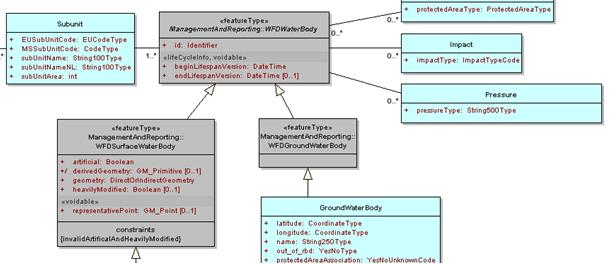 Subunit
+ EUSubUnitCode: EUCodeType
+ MSSubUnitCode: CodeType
+ subUnitName: String100Type
+ subUnitNameNL: String100Type
+ subUnitArea: int
0..*
1..*
«featureType»
ManagementAndReporting::WFDWaterBody
+ id: Identifier
«lifeCycleInfo, voidable»
+ beginLifespanVersion: DateTime
+ endLifespanVersion: DateTime [0..1]
+ protectedAreaType: ProtectedAreaType
0..*
Impact
+ impactType: ImpactTypeCode
0..*
Pressure
+ pressureType: String500Type
0..*
«featureType»
ManagementAndReporting::
WFDSurfaceWaterBody
+ artificial: Boolean
+/ derivedGeometry: GM_Primitive [0..1]
+ geometry: DirectOrIndirectGeometry
+ heavilyModified: Boolean [0..1]
«voidable»
+ representativePoint: GM_Point [0..1]
constraints
{InvalidArtificalAndHeavilyModified}
«featureType»
ManagementAndReporting::
WFDGroundWaterBody
GroundWaterBody
+ latitude: CoordinateType
+ longitude: CoordinateType
+ name: String250Type
+ out_of_rbd: YesNoType
+ protectedAreaAssociation: YesNoUnknownCode